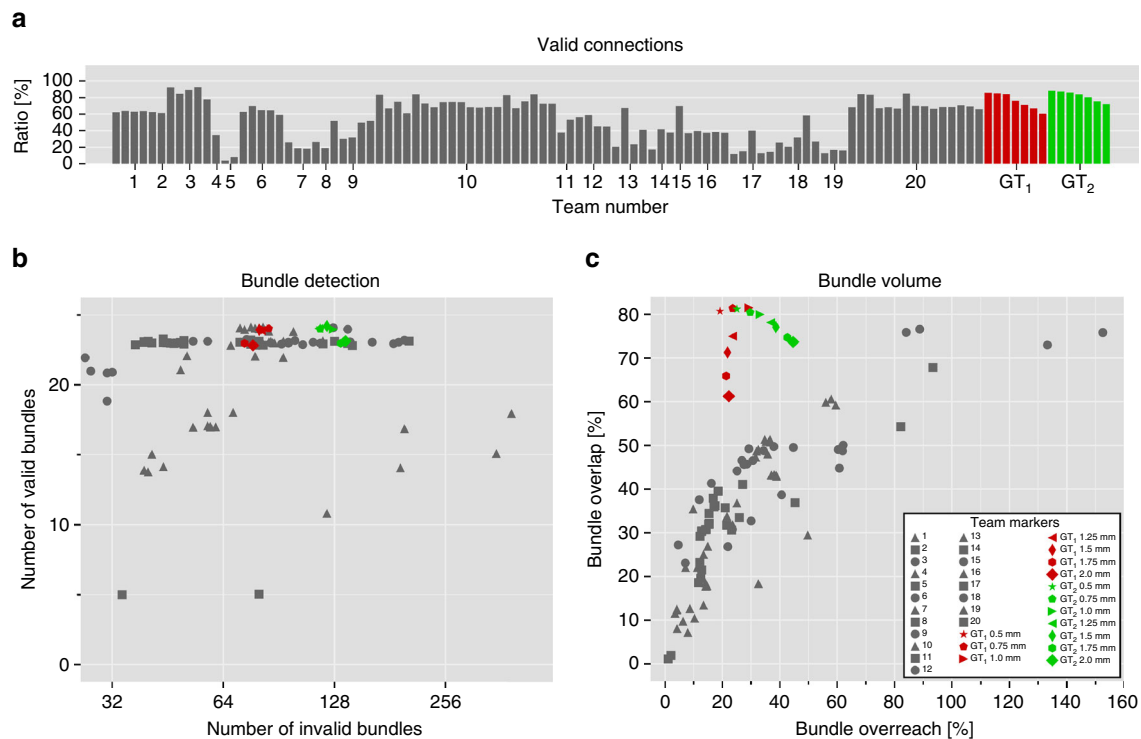 a
Valid connections
Ratio [%]
100
80
60
40
20
0
1 2 3 4 5 6 7 8 9 10 11 12 13 14 15 16 17 18 19 20 GT1 GT2
Team number
b
Bundle detection
Number of valid bundles
20
10
0
32 64 128 256
Number of invalid bundles
c
Bundle volume
Bundle overlap [%]
80
70
60
50
40
30
20
10
0
0 20 40 60 80 100 120 140 160
Bundle overreach [%]
Team markers
1
2
3
4
5
6
7
8
9
10
11
12
13
14
15
16
17
18
19
20
GT1 0.5 mm
GT1 0.75 mm
GT1 1.0 mm
GT1 1.25 mm
GT1 1.5 mm
GT1 1.75 mm
GT1 2.0 mm
GT2 0.5 mm
GT2 0.75 mm
GT2 1.0 mm
GT2 1.25 mm
GT2 1.5 mm
GT2 1.75 mm
GT2 2.0 mm